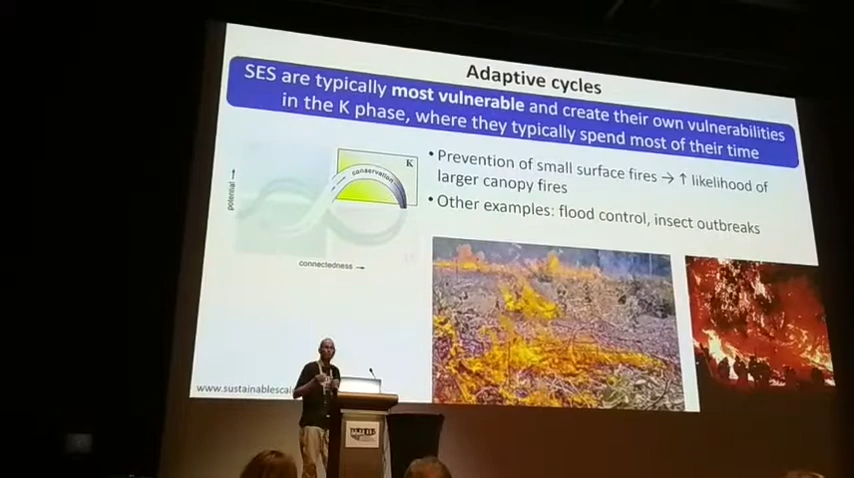 Adaptive cycles
SES are typically most vulnerable and create their own vulnerabilities
in the K phase, where they typically spend most of their time
K
conservation
potential →
connectedness →
• Prevention of small surface fires → ↑ likelihood of
larger canopy fires
• Other examples: flood control, insect outbreaks